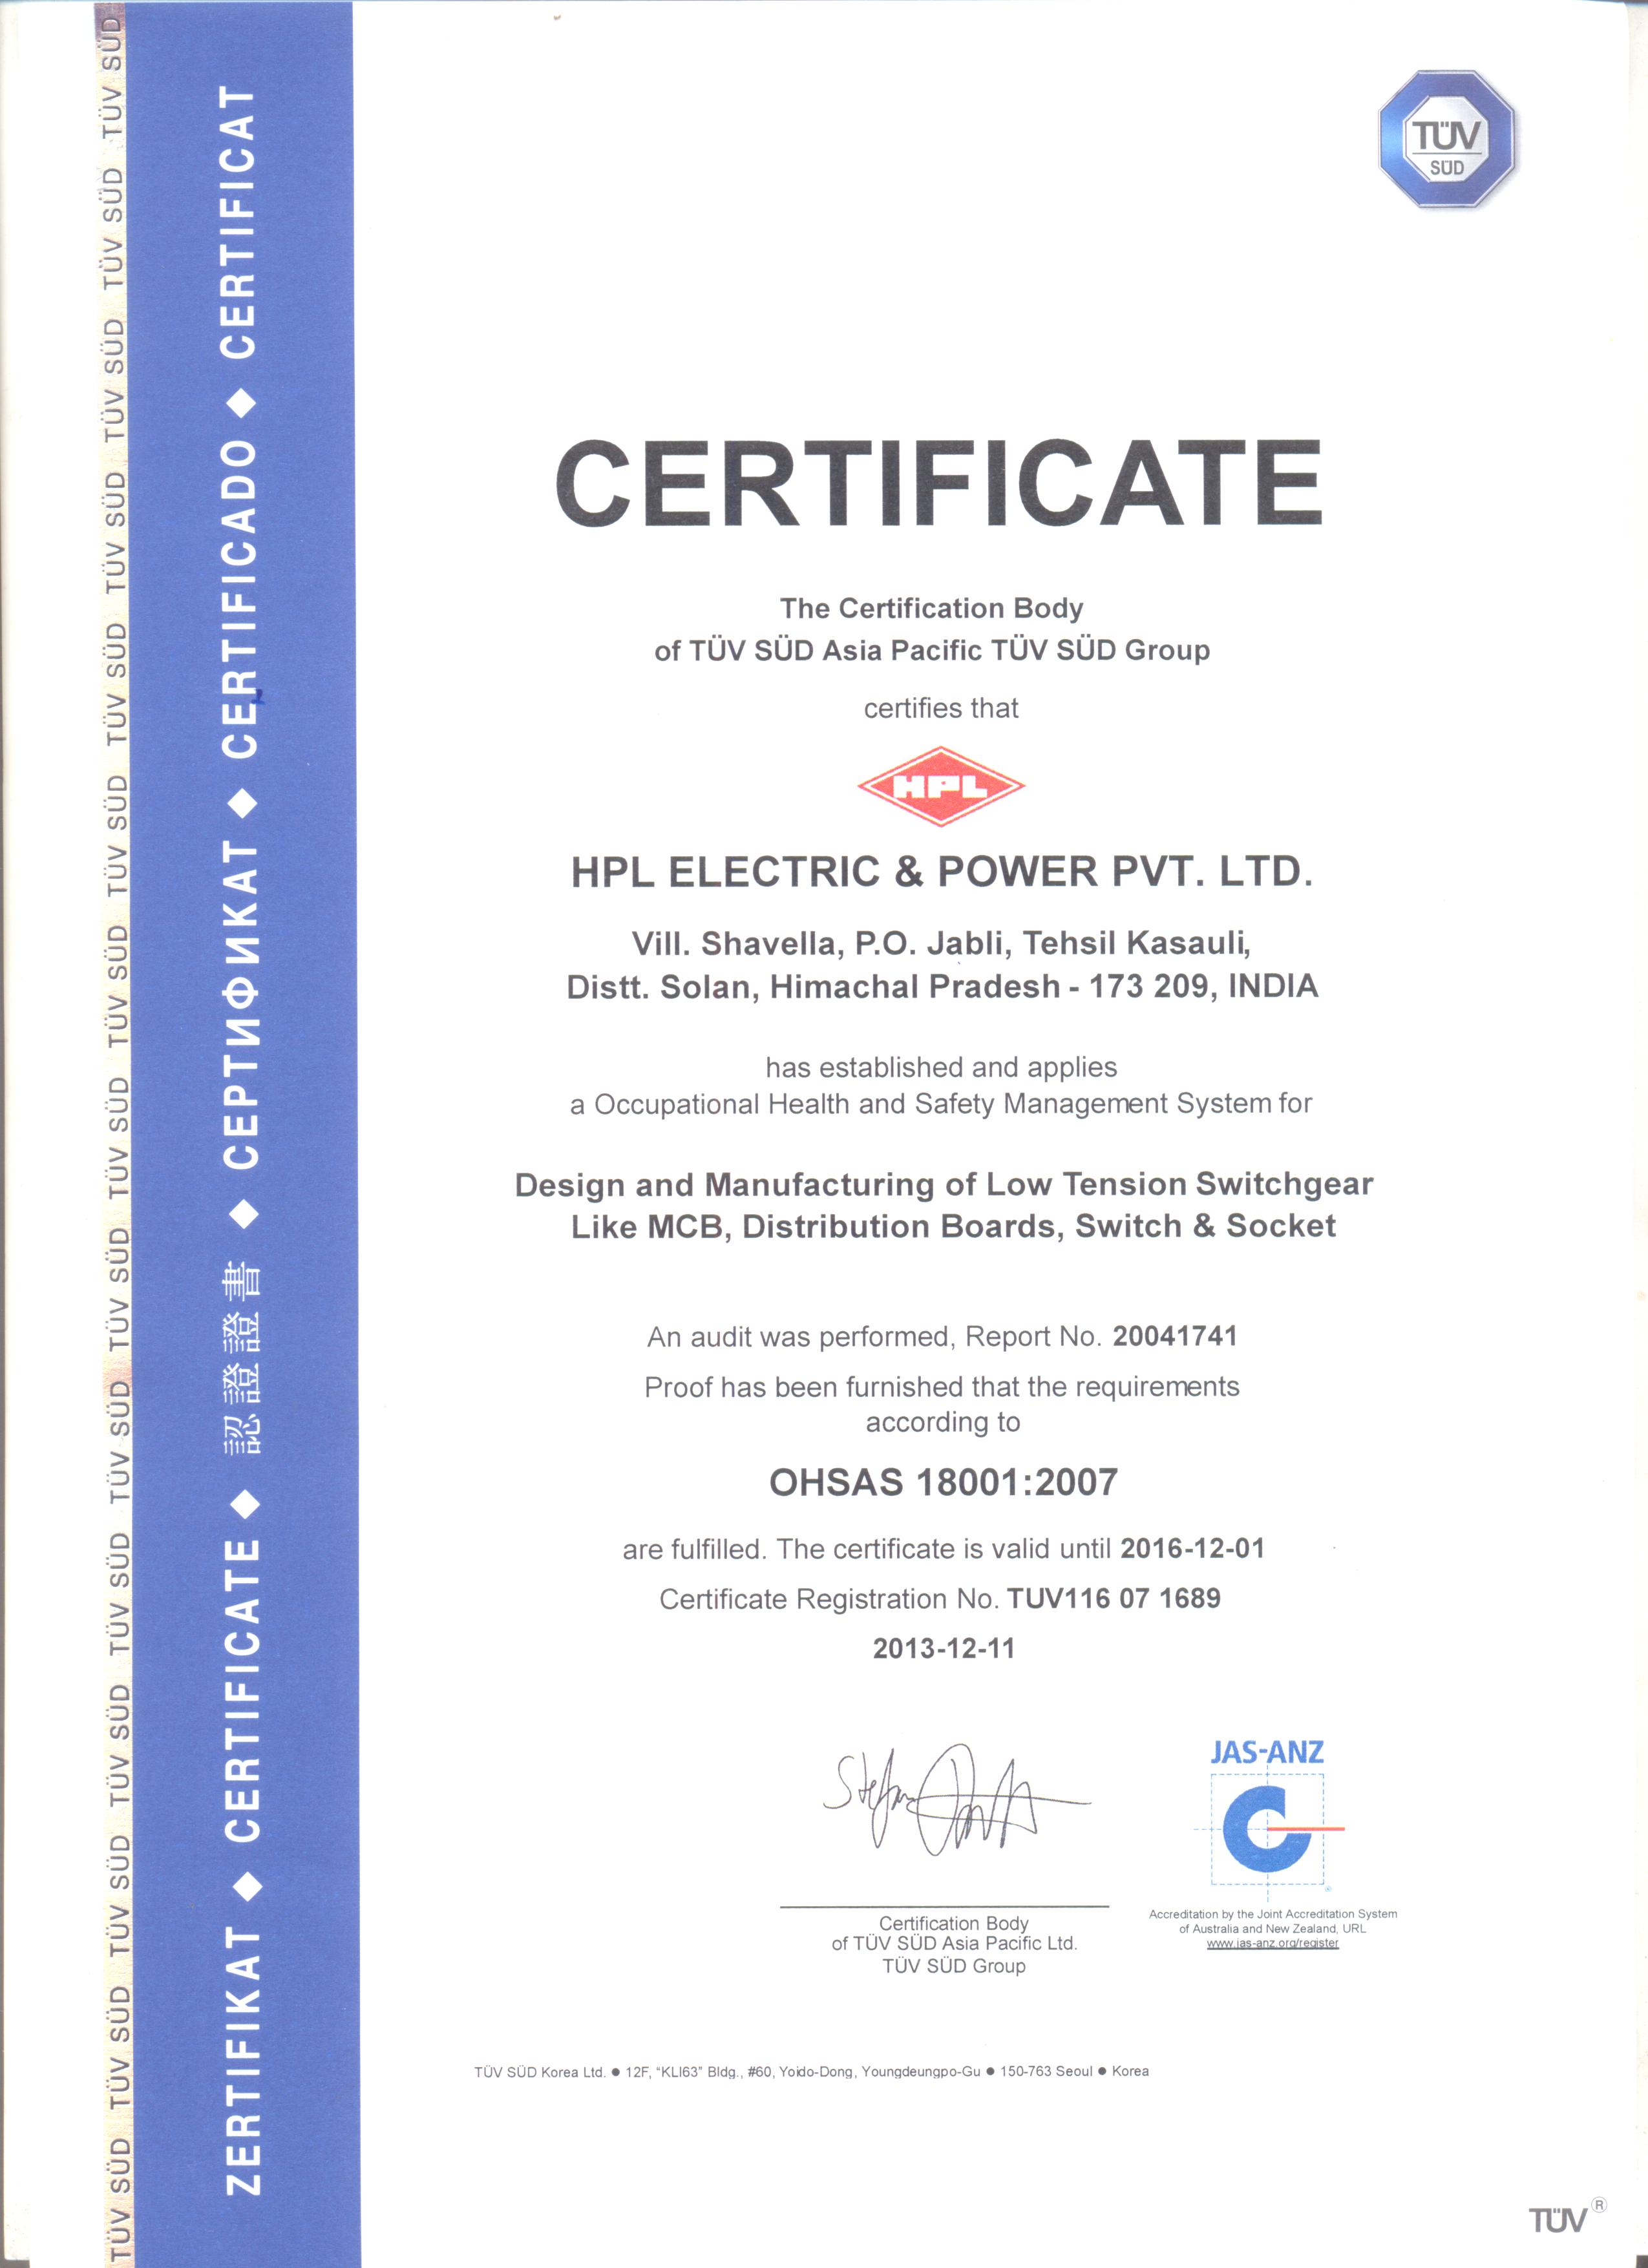 TÜV
SÜD
CERTIFICATE
The Certification Body
of TÜV SÜD Asia Pacific TÜV SÜD Group
certifies that
HPL
HPL ELECTRIC & POWER PVT. LTD.
Vill. Shavella, P.O. Jabli, Tehsil Kasauli,
Distt. Solan, Himachal Pradesh - 173 209, INDIA
has established and applies
a Occupational Health and Safety Management System for
Design and Manufacturing of Low Tension Switchgear
Like MCB, Distribution Boards, Switch & Socket
An audit was performed, Report No. 20041741
Proof has been furnished that the requirements
according to
OHSAS 18001:2007
are fulfilled. The certificate is valid until 2016-12-01
Certificate Registration No. TUV116 07 1689
2013-12-11
JAS-ANZ
Certification Body
of TÜV SÜD Asia Pacific Ltd.
TÜV SÜD Group
Accreditation by the Joint Accreditation System
of Australia and New Zealand, URL
www.jas-anz.org/register
TÜV SÜD Korea Ltd. ● 12F, "KLI63" Bldg., #60, Yoido-Dong, Youngdeungpo-Gu ● 150-763 Seoul ● Korea
TÜV ®
ZERTIFIKAT ◆ CERTIFICATE ◆ 認證證書 ◆ СЕРТИФИКАТ ◆ CERTIFICADO ◆ CERTIFICAT
TÜV SÜD TÜV SÜD TÜV SÜD TÜV SÜD TÜV SÜD TÜV SÜD TÜV SÜD TÜV SÜD TÜV SÜD TÜV SÜD TÜV SÜD TÜV SÜD TÜV SÜD TÜV SÜD TÜV SÜD